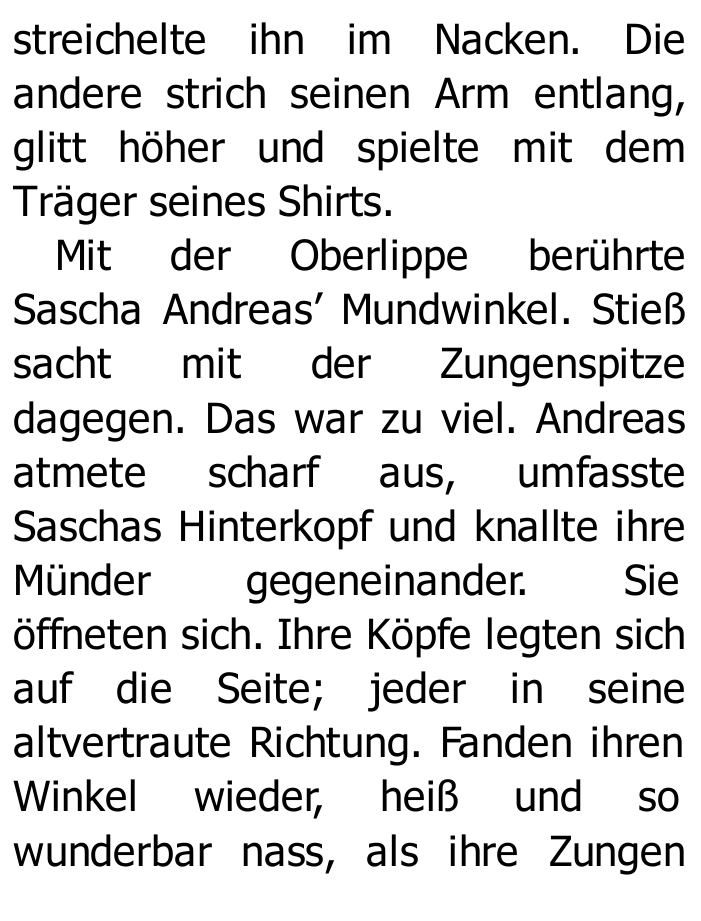 streichelte ihn im Nacken. Die
andere strich seinen Arm entlang,
glitt höher und spielte mit dem
Träger seines Shirts.
Mit der Oberlippe berührte
Sascha Andreas’ Mundwinkel. Stieß
sacht mit der Zungenspitze
dagegen. Das war zu viel. Andreas
atmete scharf aus, umfasste
Saschas Hinterkopf und knallte ihre
Münder gegeneinander. Sie
öffneten sich. Ihre Köpfe legten sich
auf die Seite; jeder in seine
altvertraute Richtung. Fanden ihren
Winkel wieder, heiß und so
wunderbar nass, als ihre Zungen